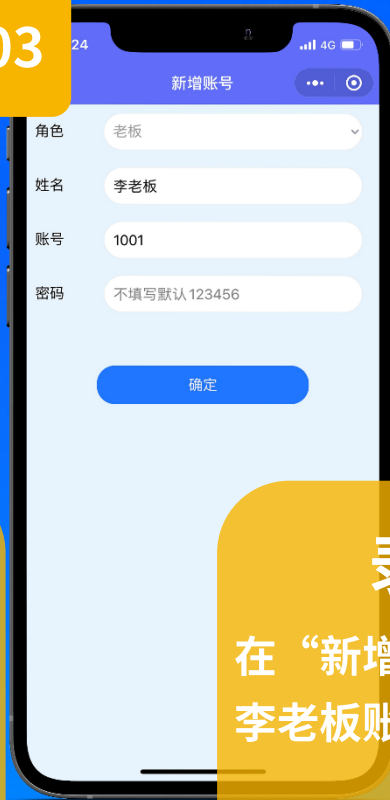 03
24
4G
新增账号
角色 老板
姓名 李老板
账号 1001
密码 不填写默认123456
确定
在“新增
李老板账